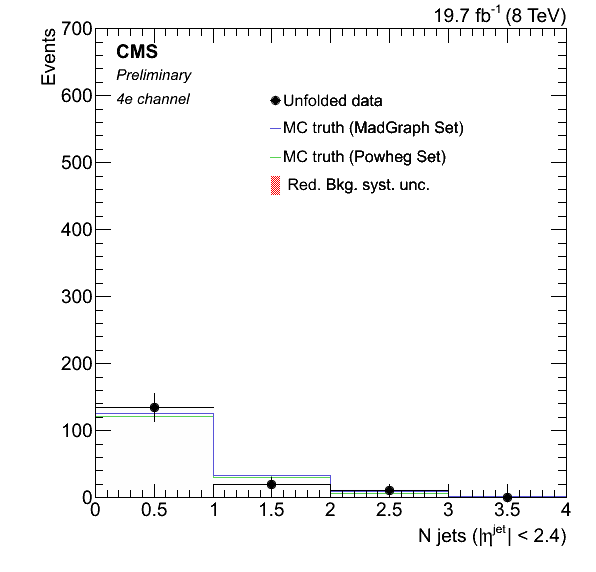 19.7 fb⁻¹ (8 TeV)
Events
700
600
500
400
300
200
100
0
CMS
Preliminary
4e channel
Unfolded data
MC truth (MadGraph Set)
MC truth (Powheg Set)
Red. Bkg. syst. unc.
0 0.5 1 1.5 2 2.5 3 3.5 4
N jets (|η^jet| < 2.4)